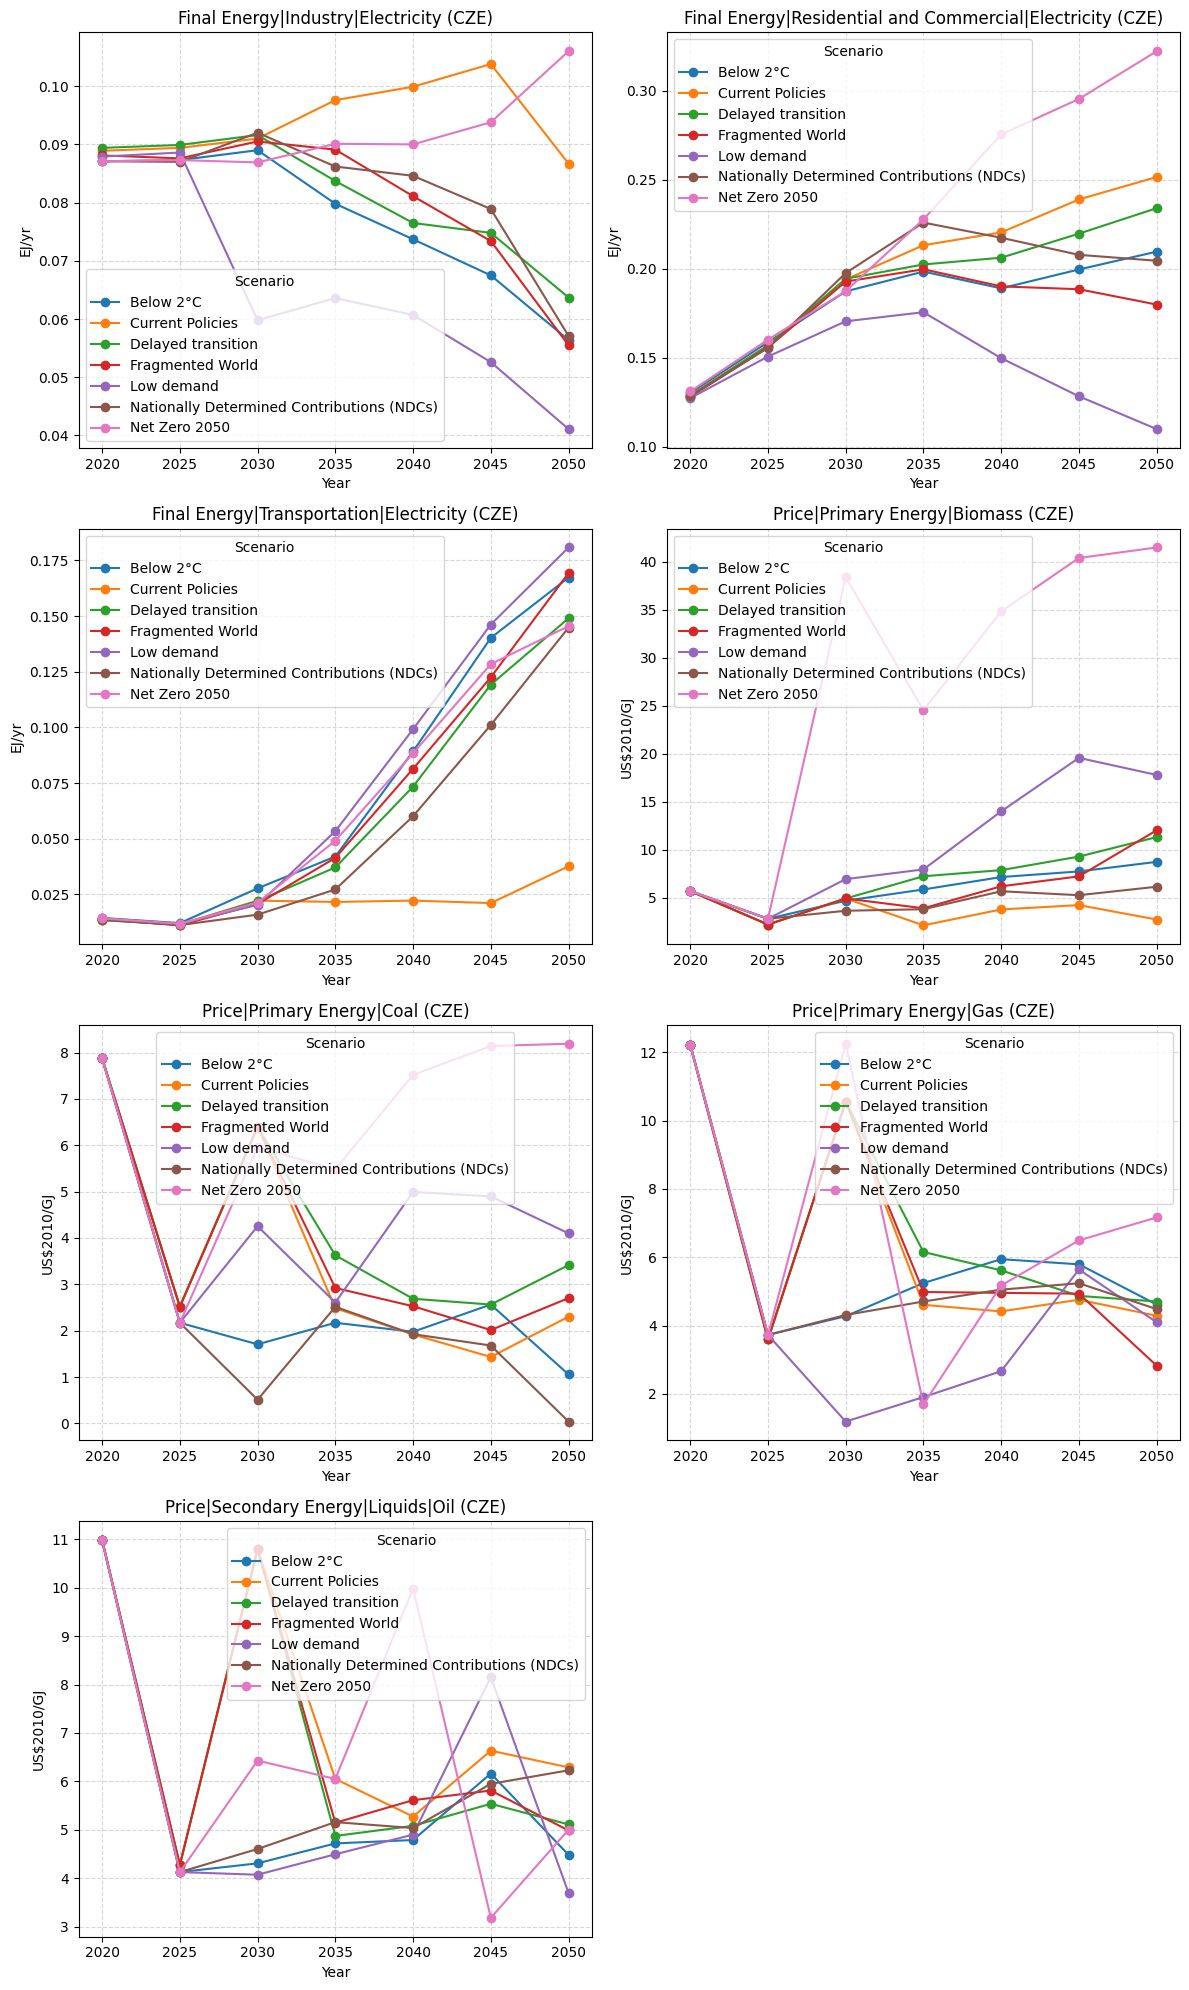 Final Energy|Industry|Electricity (CZE)
EJ/yr
0.10
0.09
0.08
0.07
0.06
0.05
0.04
Scenario
Below 2°C
Current Policies
Delayed transition
Fragmented World
Low demand
Nationally Determined Contributions (NDCs)
Net Zero 2050
2020 2025 2030 2035 2040 2045 2050
Year
Final Energy|Residential and Commercial|Electricity (CZE)
EJ/yr
0.30
0.25
0.20
0.15
0.10
Scenario
Below 2°C
Current Policies
Delayed transition
Fragmented World
Low demand
Nationally Determined Contributions (NDCs)
Net Zero 2050
2020 2025 2030 2035 2040 2045 2050
Year
Final Energy|Transportation|Electricity (CZE)
EJ/yr
0.175
0.150
0.125
0.100
0.075
0.050
0.025
Scenario
Below 2°C
Current Policies
Delayed transition
Fragmented World
Low demand
Nationally Determined Contributions (NDCs)
Net Zero 2050
2020 2025 2030 2035 2040 2045 2050
Year
Price|Primary Energy|Biomass (CZE)
US$2010/GJ
40
35
30
25
20
15
10
5
Scenario
Below 2°C
Current Policies
Delayed transition
Fragmented World
Low demand
Nationally Determined Contributions (NDCs)
Net Zero 2050
2020 2025 2030 2035 2040 2045 2050
Year
Price|Primary Energy|Coal (CZE)
US$2010/GJ
8
7
6
5
4
3
2
1
0
Scenario
Below 2°C
Current Policies
Delayed transition
Fragmented World
Low demand
Nationally Determined Contributions (NDCs)
Net Zero 2050
2020 2025 2030 2035 2040 2045 2050
Year
Price|Primary Energy|Gas (CZE)
US$2010/GJ
12
10
8
6
4
2
Scenario
Below 2°C
Current Policies
Delayed transition
Fragmented World
Low demand
Nationally Determined Contributions (NDCs)
Net Zero 2050
2020 2025 2030 2035 2040 2045 2050
Year
Price|Secondary Energy|Liquids|Oil (CZE)
US$2010/GJ
11
10
9
8
7
6
5
4
3
Scenario
Below 2°C
Current Policies
Delayed transition
Fragmented World
Low demand
Nationally Determined Contributions (NDCs)
Net Zero 2050
2020 2025 2030 2035 2040 2045 2050
Year